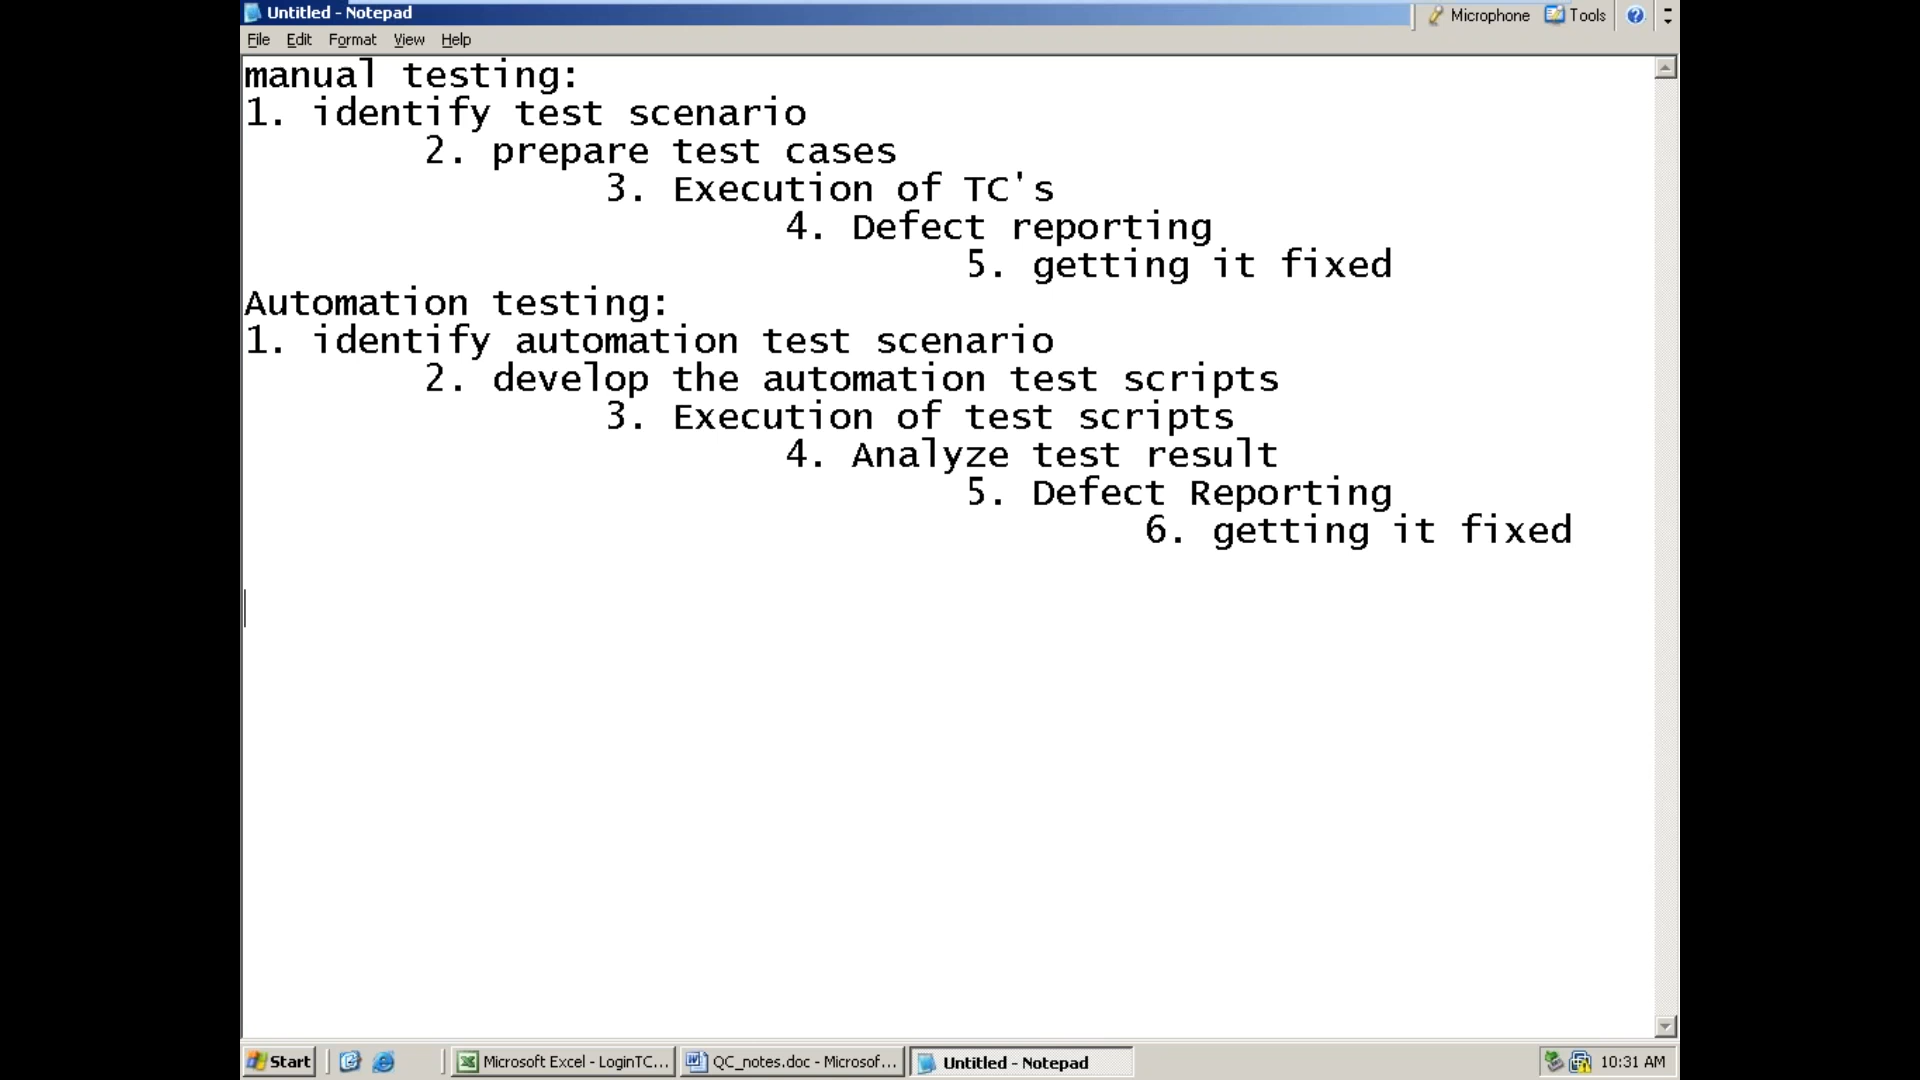 Untitled - Notepad
Microphone Tools
File Edit Format View Help
manual testing:
1. identify test scenario
2. prepare test cases
3. Execution of TC's
4. Defect reporting
5. getting it fixed
Automation testing:
1. identify automation test scenario
2. develop the automation test scripts
3. Execution of test scripts
4. Analyze test result
5. Defect Reporting
6. getting it fixed
Start Microsoft Excel - LoginTC... QC_notes.doc - Microsof... Untitled - Notepad 10:31 AM